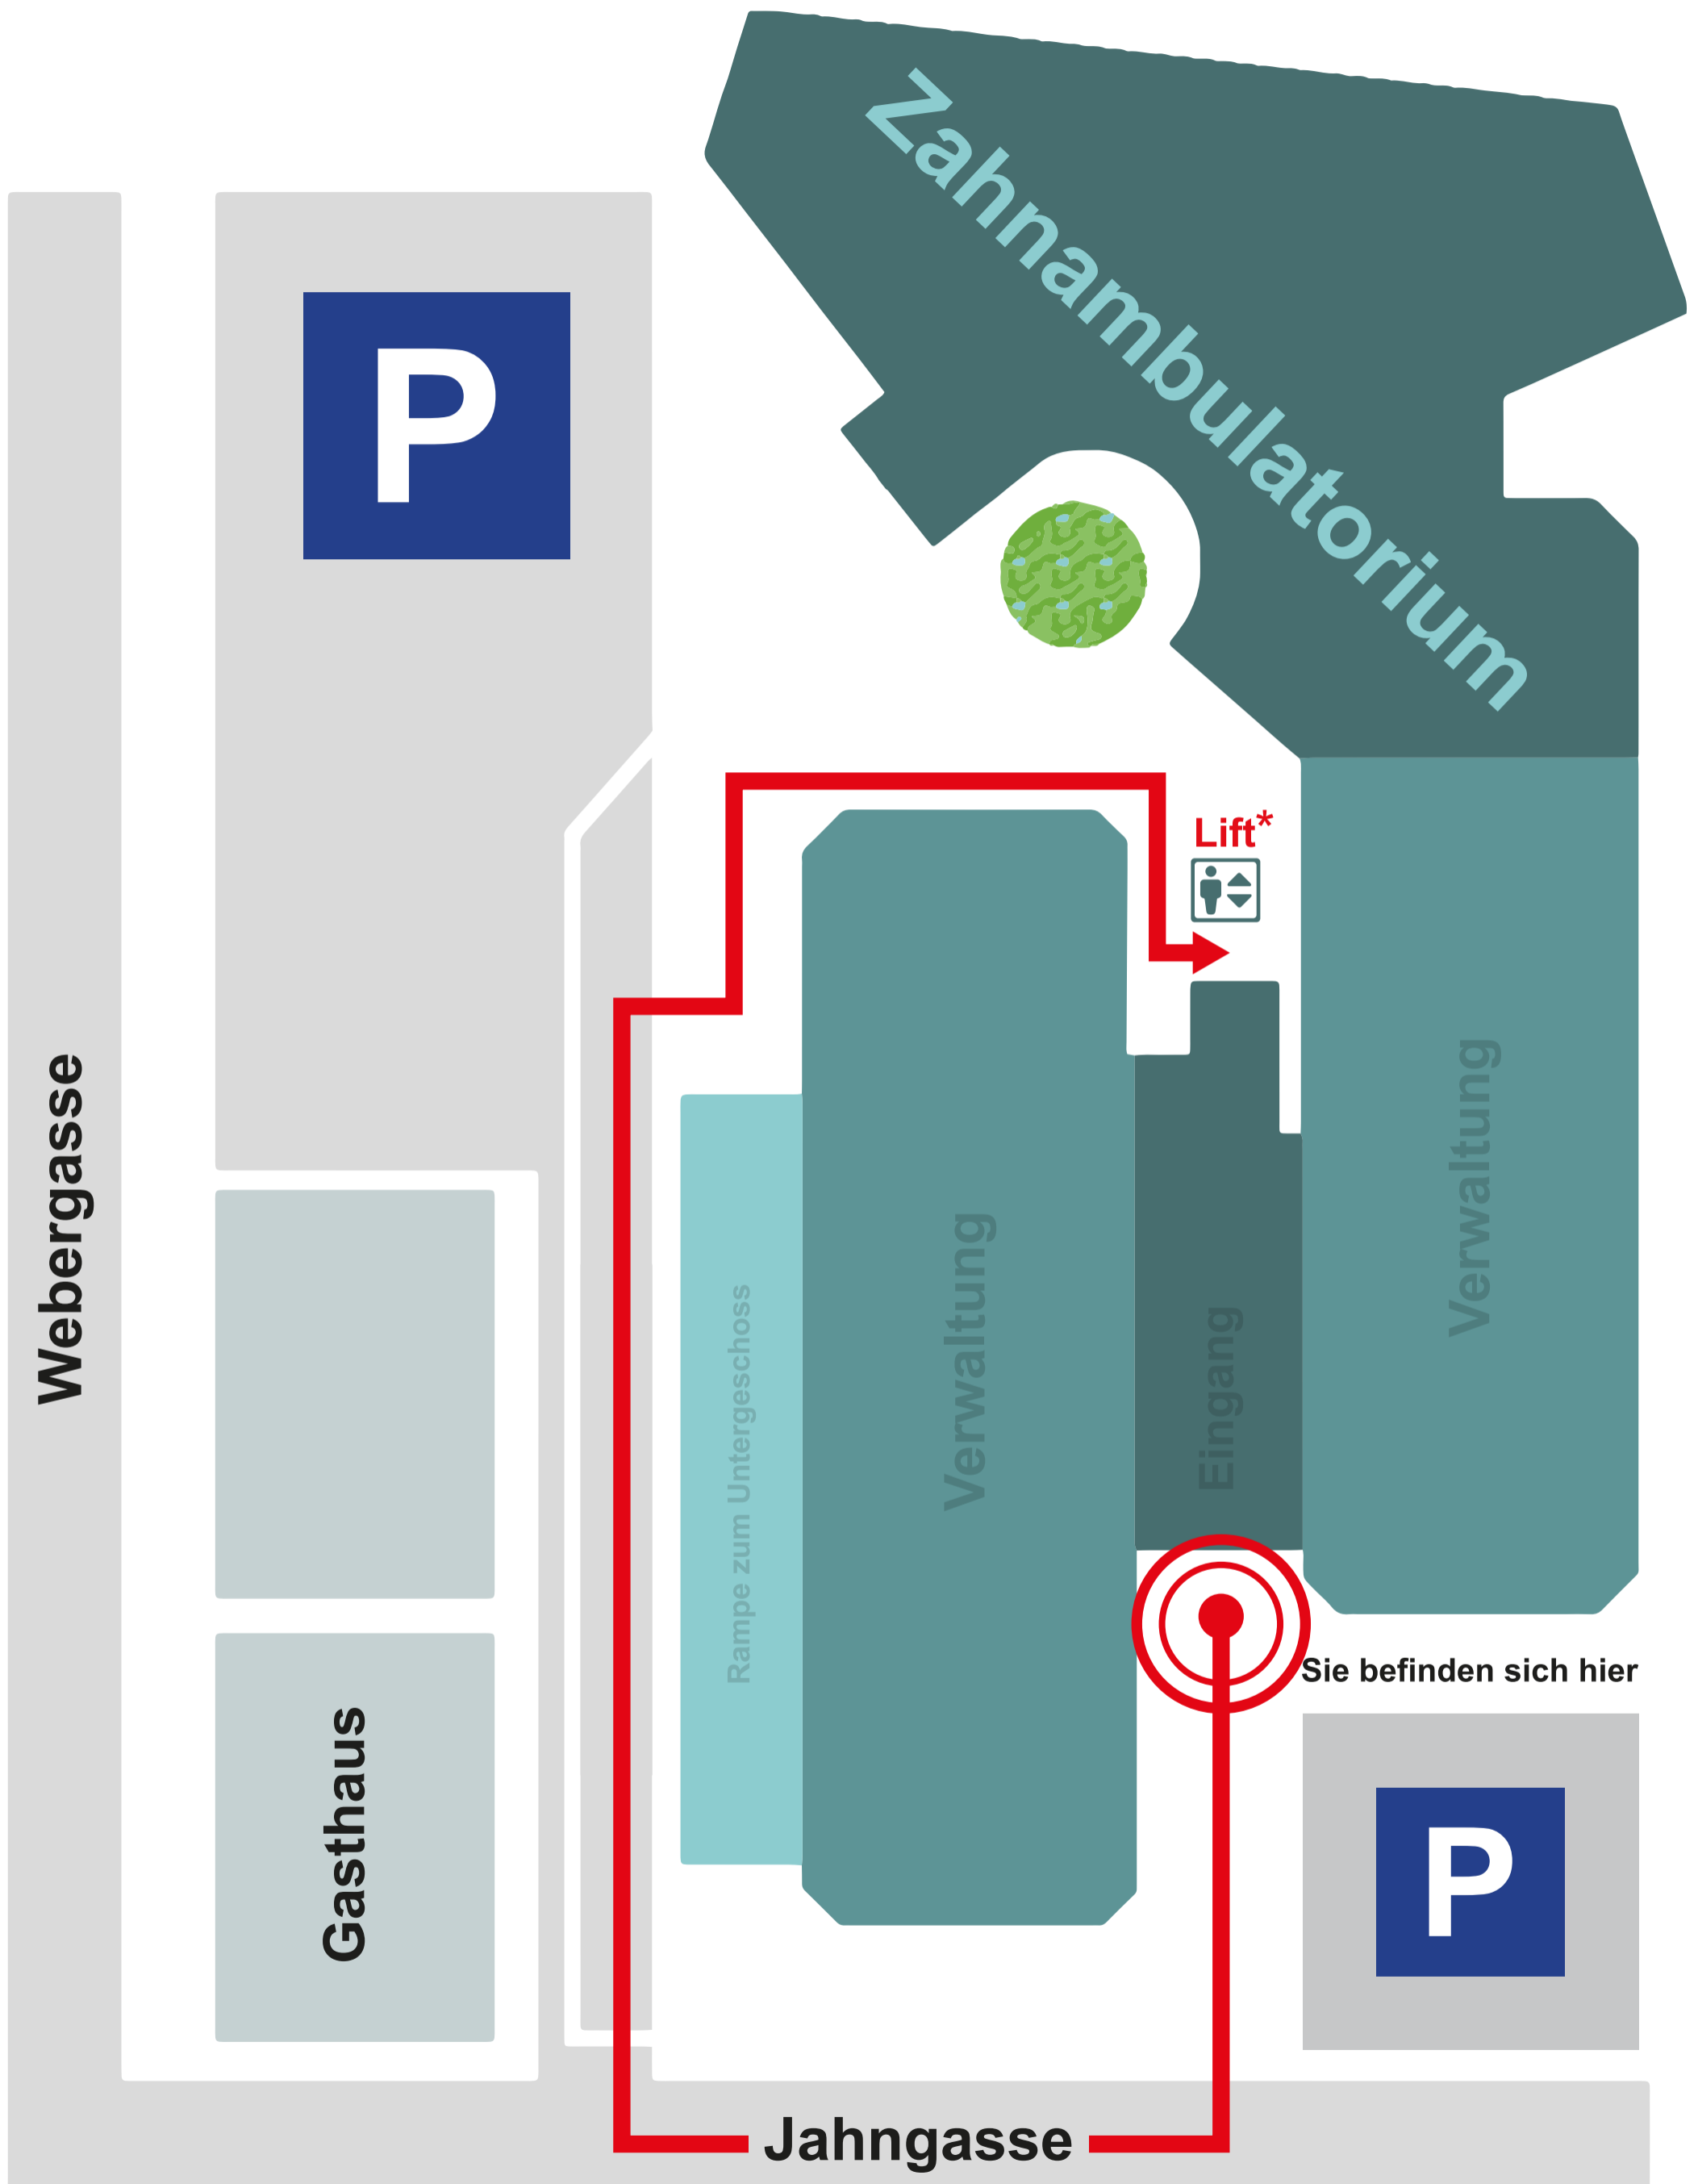 Zahnambulatorium
P
Lift*
Webergasse
Verwaltung
Verwaltung
Eingang
Rampe zum Untergeschoss
Sie befinden sich hier
Gasthaus
P
Jahngasse